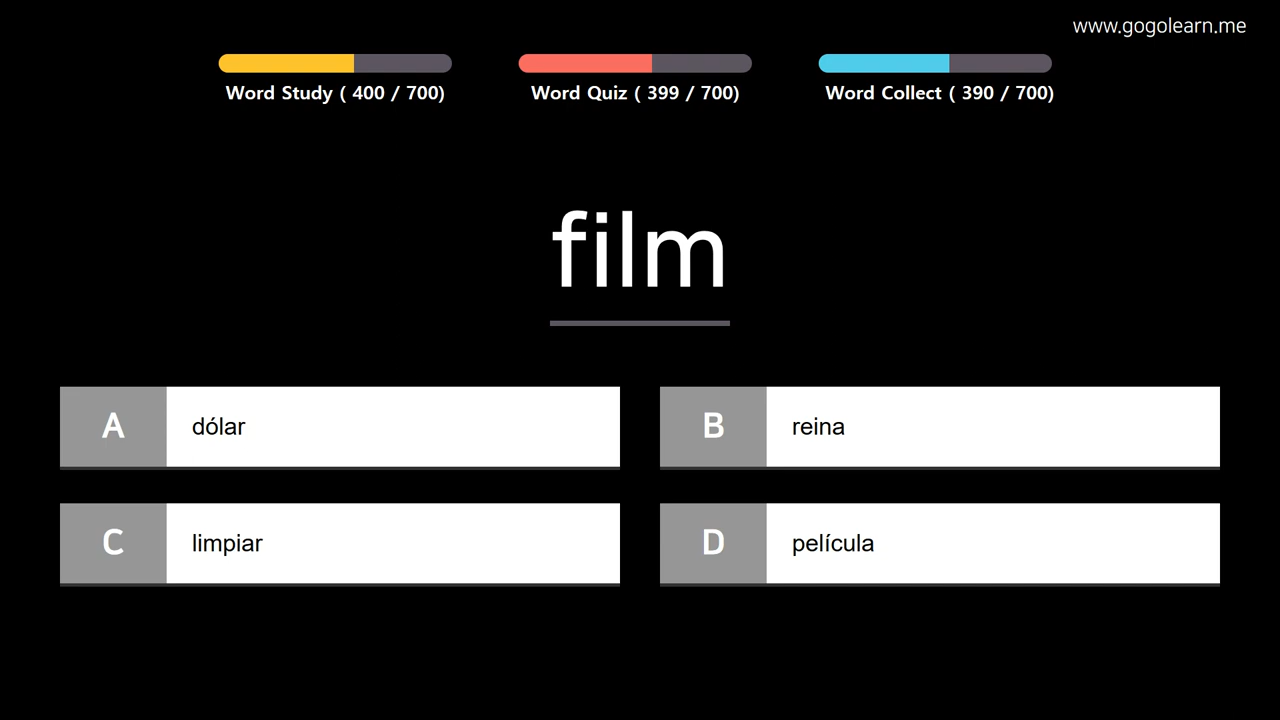 www.gogolearn.me
Word Study ( 400 / 700)
Word Quiz ( 399 / 700)
Word Collect ( 390 / 700)
film
A
dólar
B
reina
C
limpiar
D
película